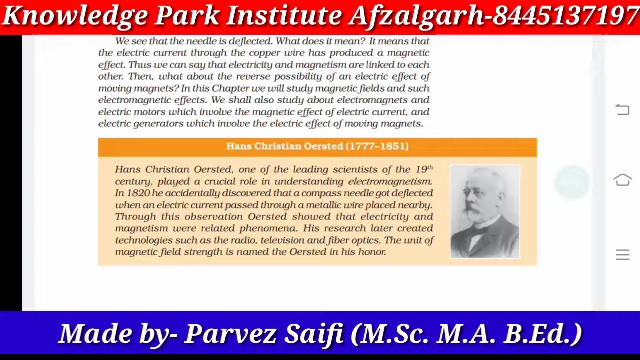 Knowledge Park Institute Afzalgarh-8445137197
We see that the needle is deflected. What does it mean? It means that
the electric current through the copper wire has produced a magnetic
effect. Thus we can say that electricity and magnetism are linked to each
other. Then, what about the reverse possibility of an electric effect of
moving magnets? In this Chapter we will study magnetic fields and such
electromagnetic effects. We shall also study about electromagnets and
electric motors which involve the magnetic effect of electric current, and
electric generators which involve the electric effect of moving magnets.
Hans Christian Oersted (1777–1851)
Hans Christian Oersted, one of the leading scientists of the 19th
century, played a crucial role in understanding electromagnetism.
In 1820 he accidentally discovered that a compass needle got deflected
when an electric current passed through a metallic wire placed nearby.
Through this observation Oersted showed that electricity and
magnetism were related phenomena. His research later created
technologies such as the radio, television and fiber optics. The unit of
magnetic field strength is named the Oersted in his honor.
Made by- Parvez Saifi (M.Sc. M.A. B.Ed.)